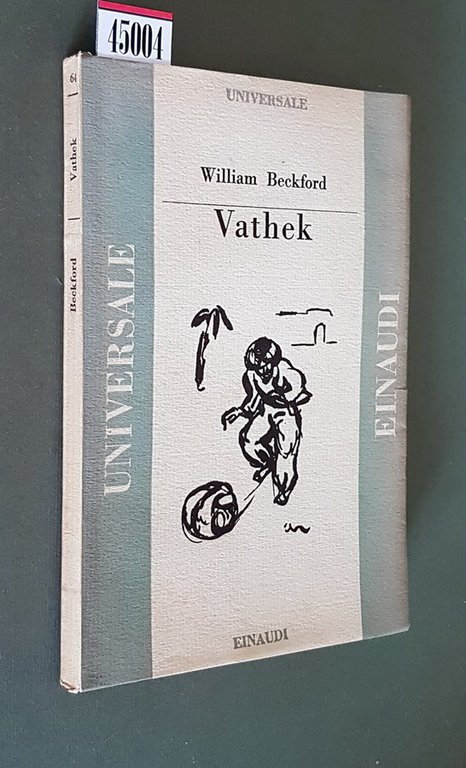 45004
UNIVERSALE
William Beckford
Vathek
UNIVERSALE
EINAUDI
EINAUDI
64
Vathek
Beckford